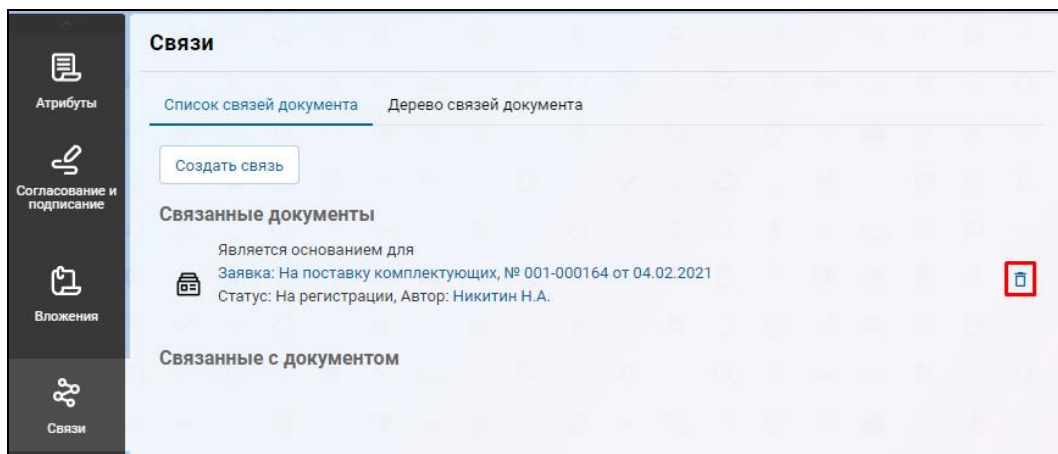 Связи
Атрибуты
Список связей документа
Дерево связей документа
Создать связь
Согласование и
подписание
Связанные документы
Является основанием для
Заявка: На поставку комплектующих, № 001-000164 от 04.02.2021
Статус: На регистрации, Автор: Никитин Н.А.
Вложения
Связанные с документом
Связи